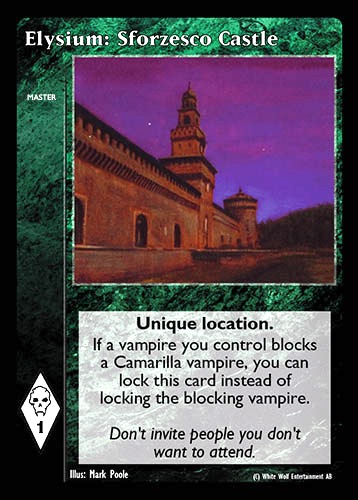 Elysium: Sforzesco Castle
MASTER
Unique location.
If a vampire you control blocks
a Camarilla vampire, you can
lock this card instead of
locking the blocking vampire.
Don't invite people you don't
want to attend.
1
Illus: Mark Poole
(C) White Wolf Entertainment AB